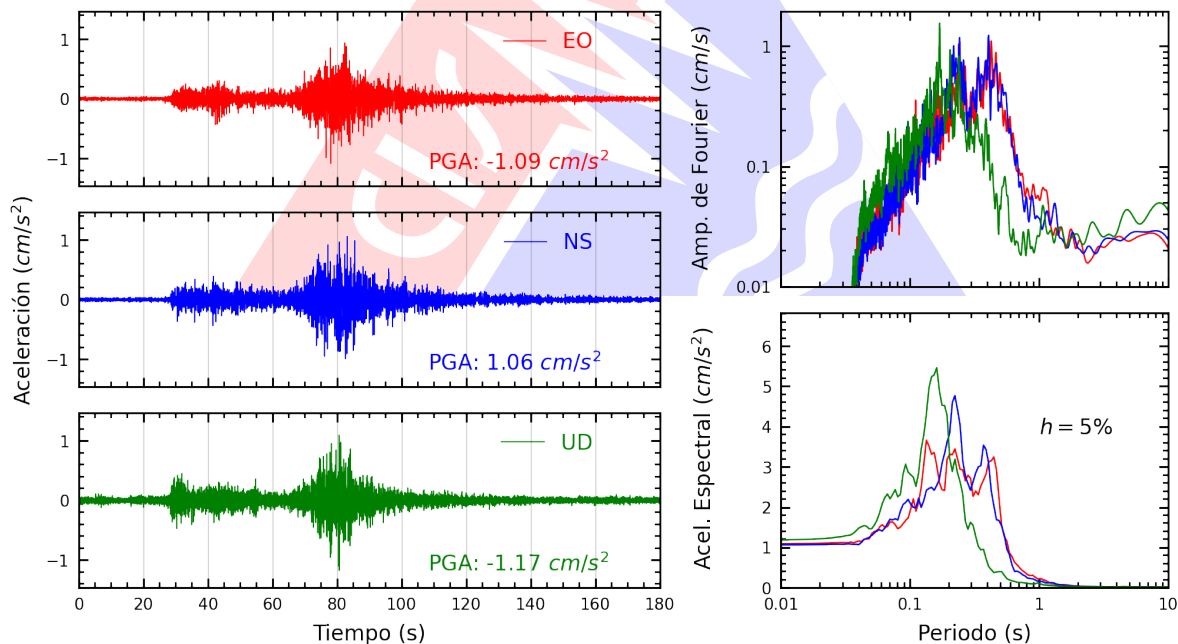 Aceleración (cm/s²)
1
0
−1
EO
PGA: -1.09 cm/s²
1
0
−1
NS
PGA: 1.06 cm/s²
1
0
−1
UD
PGA: -1.17 cm/s²
0 20 40 60 80 100 120 140 160 180
Tiempo (s)
Amp. de Fourier (cm/s)
1
0.1
0.01
Acel. Espectral (cm/s²)
6
5
4
3
2
1
0
h = 5%
0.01 0.1 1 10
Periodo (s)